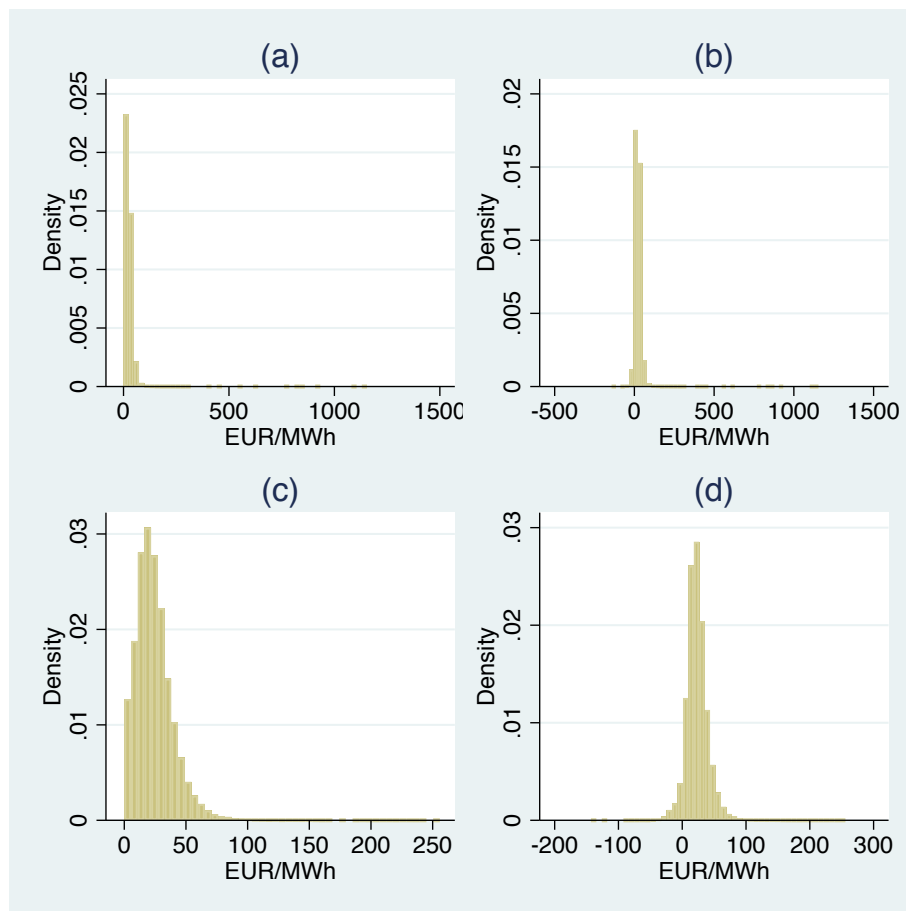 (a)
Density
.025
.02
.015
.01
.005
0
0 500 1000 1500
EUR/MWh
(b)
Density
.02
.015
.01
.005
0
-500 0 500 1000 1500
EUR/MWh
(c)
Density
.03
.02
.01
0
0 50 100 150 200 250
EUR/MWh
(d)
Density
.03
.02
.01
0
-200 -100 0 100 200 300
EUR/MWh